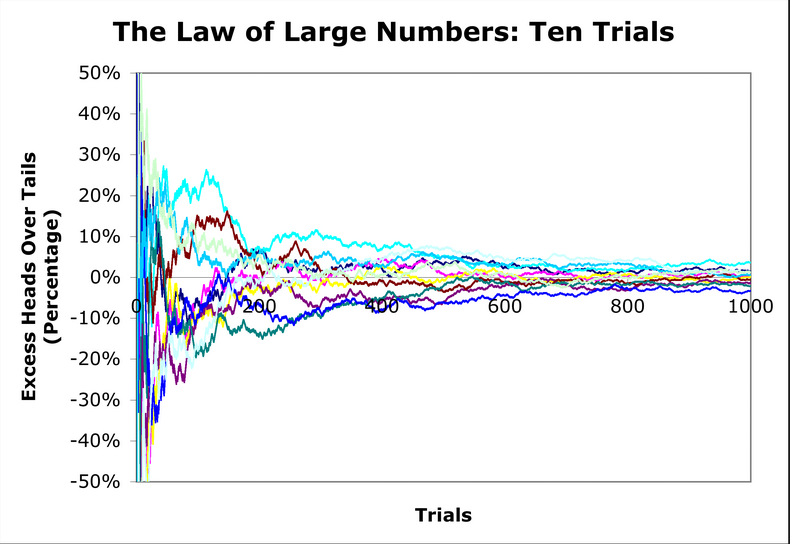 The Law of Large Numbers: Ten Trials
Excess Heads Over Tails
(Percentage)
50%
40%
30%
20%
10%
0%
-10%
-20%
-30%
-40%
-50%
0 200 400 600 800 1000
Trials